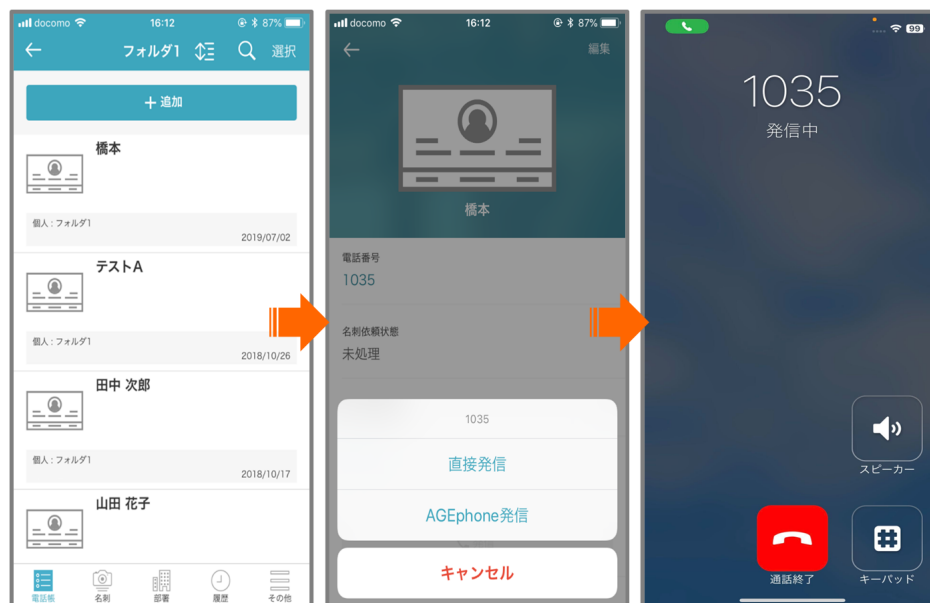 docomo 16:12 87%
フォルダ1 選択
＋追加
橋本
個人 : フォルダ1
2019/07/02
テストA
個人 : フォルダ1
2018/10/26
田中 次郎
個人 : フォルダ1
2018/10/17
山田 花子
電話帳 名刺 部署 履歴 その他
docomo 16:12 87%
編集
橋本
電話番号
1035
名刺依頼状態
未処理
1035
直接発信
AGEphone発信
キャンセル
99
1035
発信中
スピーカー
通話終了 キーパッド